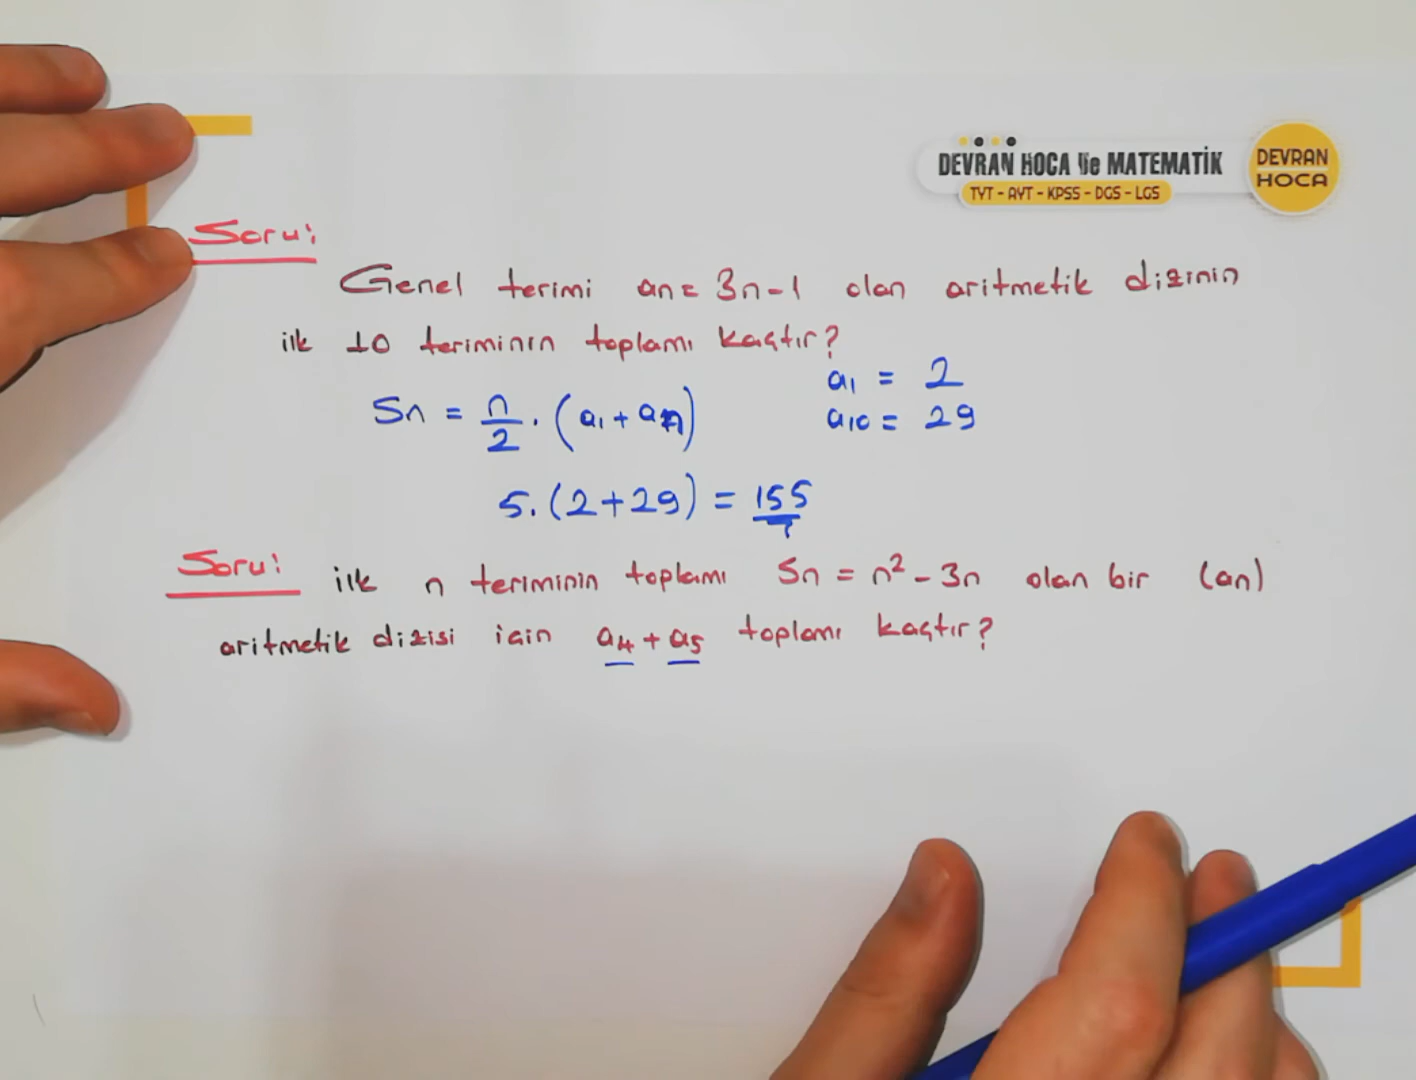 DEVRAN HOCA ile MATEMATİK
TYT - AYT - KPSS - DGS - LGS
DEVRAN
HOCA
Soru:
Genel terimi an = 3n-1 olan aritmetik dizinin
ilk 10 teriminin toplamı kaçtır?
Sn = n/2 . (a1 + an)
a1 = 2
a10 = 29
5.(2+29) = 155
Soru: ilk n teriminin toplamı Sn = n² - 3n olan bir (an)
aritmetik dizisi için a4 + a5 toplamı kaçtır?